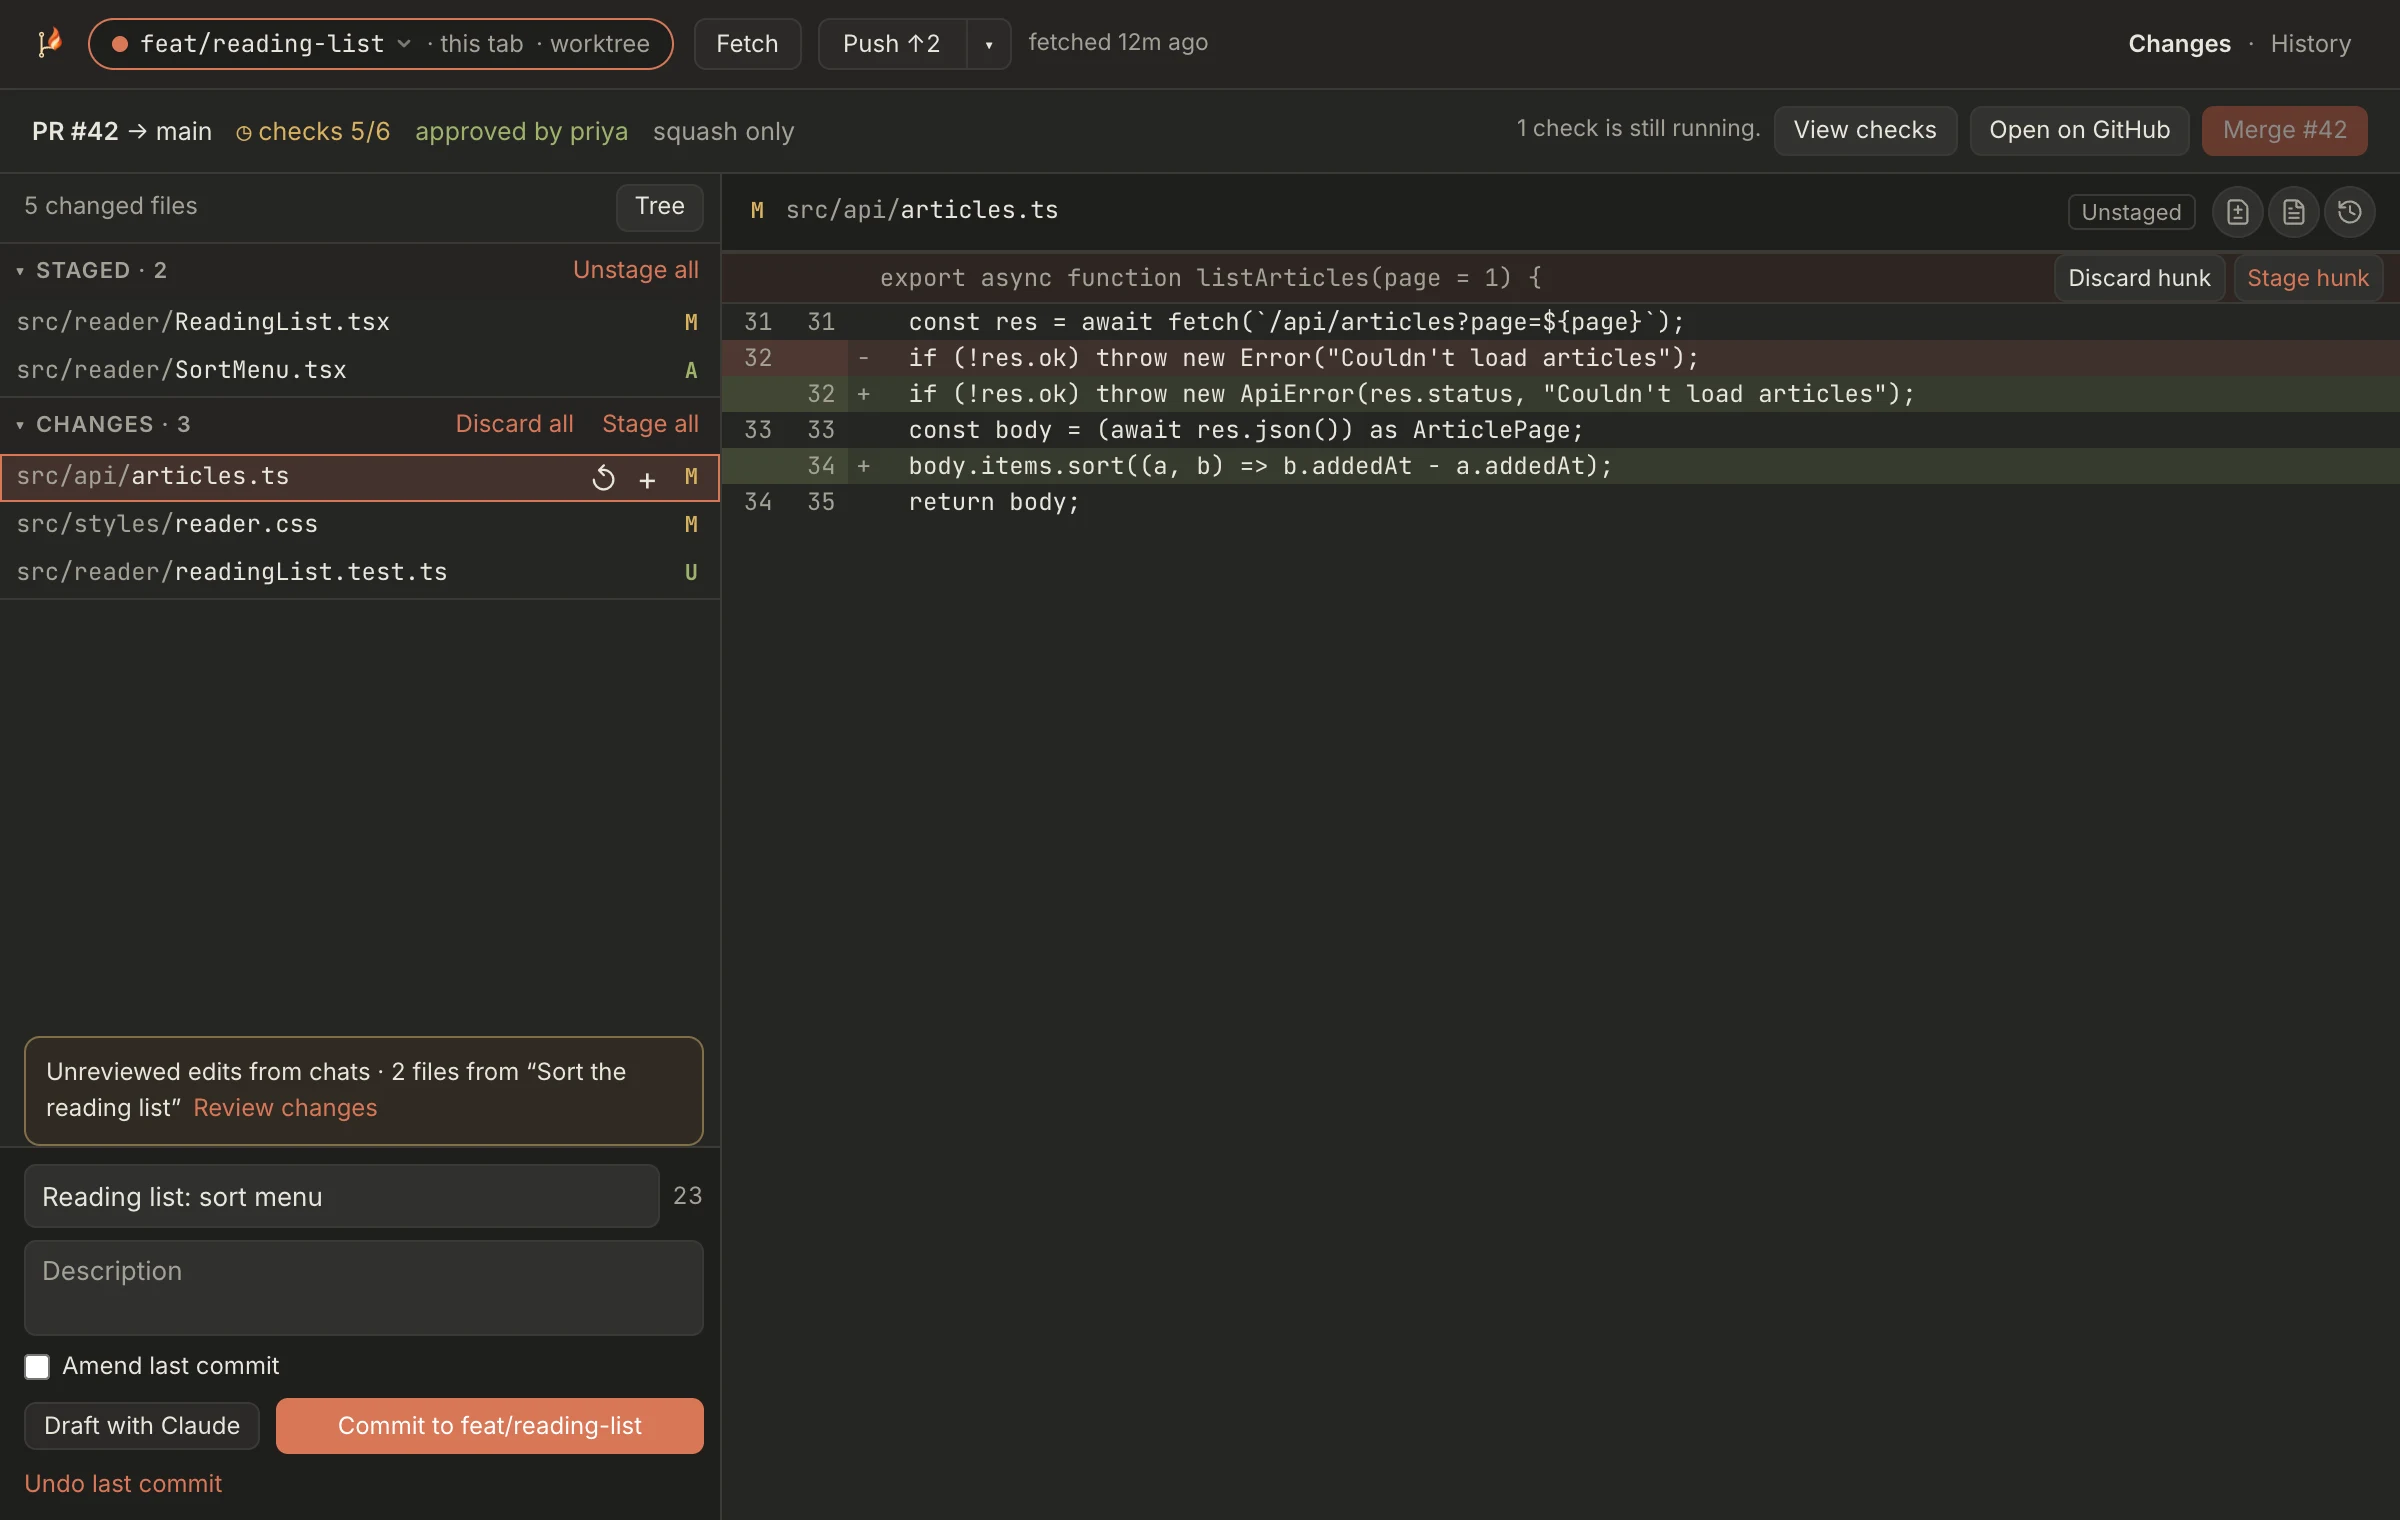 feat/reading-list · this tab · worktree Fetch Push ↑2 ▾ fetched 12m ago Changes · History
PR #42 → main checks 5/6 approved by priya squash only 1 check is still running. View checks Open on GitHub Merge #42
5 changed files Tree
▾ STAGED · 2 Unstage all
src/reader/ReadingList.tsx M
src/reader/SortMenu.tsx A
▾ CHANGES · 3 Discard all Stage all
src/api/articles.ts + M
src/styles/reader.css M
src/reader/readingList.test.ts U
Unreviewed edits from chats · 2 files from “Sort the
reading list” Review changes
Reading list: sort menu 23
Description
Amend last commit
Draft with Claude Commit to feat/reading-list
Undo last commit
M src/api/articles.ts Unstaged
export async function listArticles(page = 1) { Discard hunk Stage hunk
31 31 const res = await fetch(`/api/articles?page=${page}`);
32 - if (!res.ok) throw new Error("Couldn't load articles");
32 + if (!res.ok) throw new ApiError(res.status, "Couldn't load articles");
33 33 const body = (await res.json()) as ArticlePage;
34 + body.items.sort((a, b) => b.addedAt - a.addedAt);
34 35 return body;